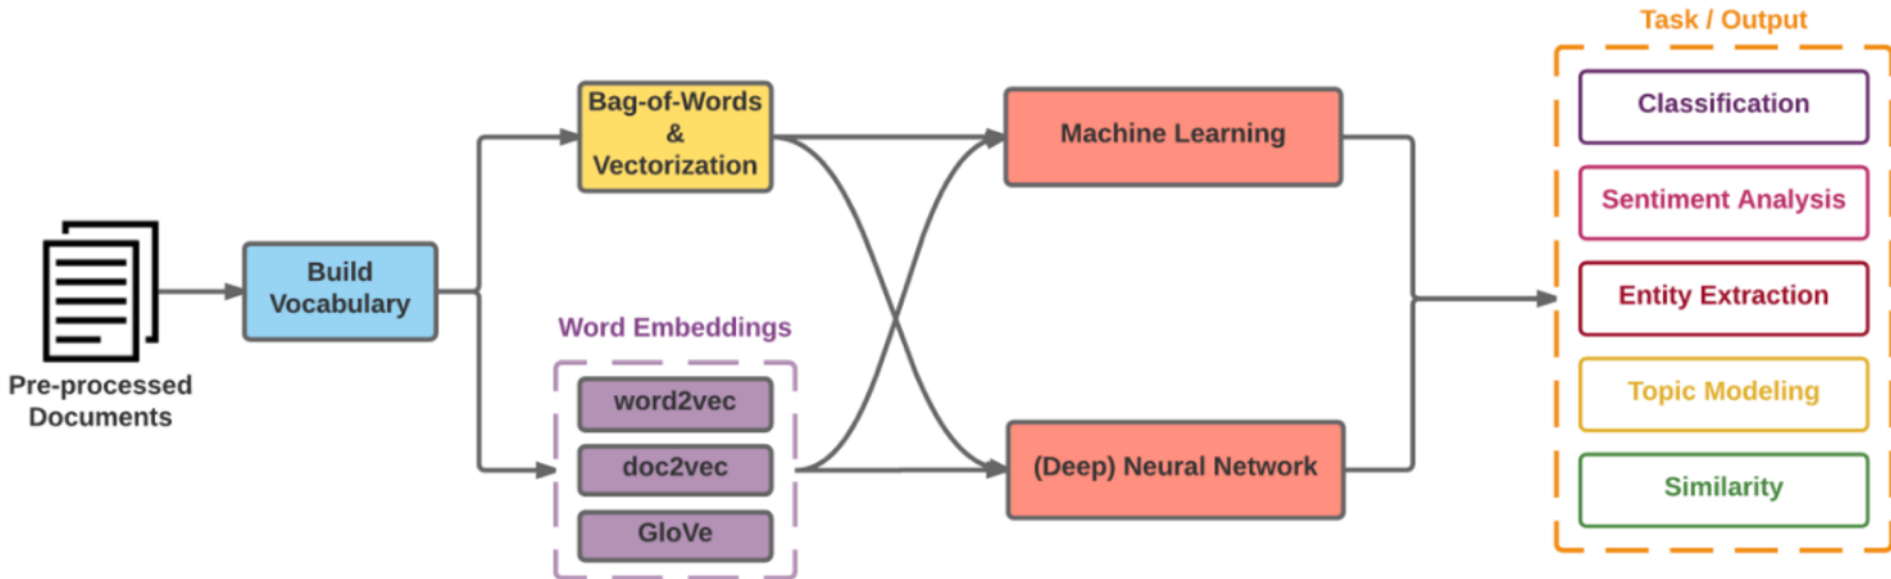 Pre-processed
Documents
Build
Vocabulary
Bag-of-Words
&
Vectorization
Word Embeddings
word2vec
doc2vec
GloVe
Machine Learning
(Deep) Neural Network
Task / Output
Classification
Sentiment Analysis
Entity Extraction
Topic Modeling
Similarity